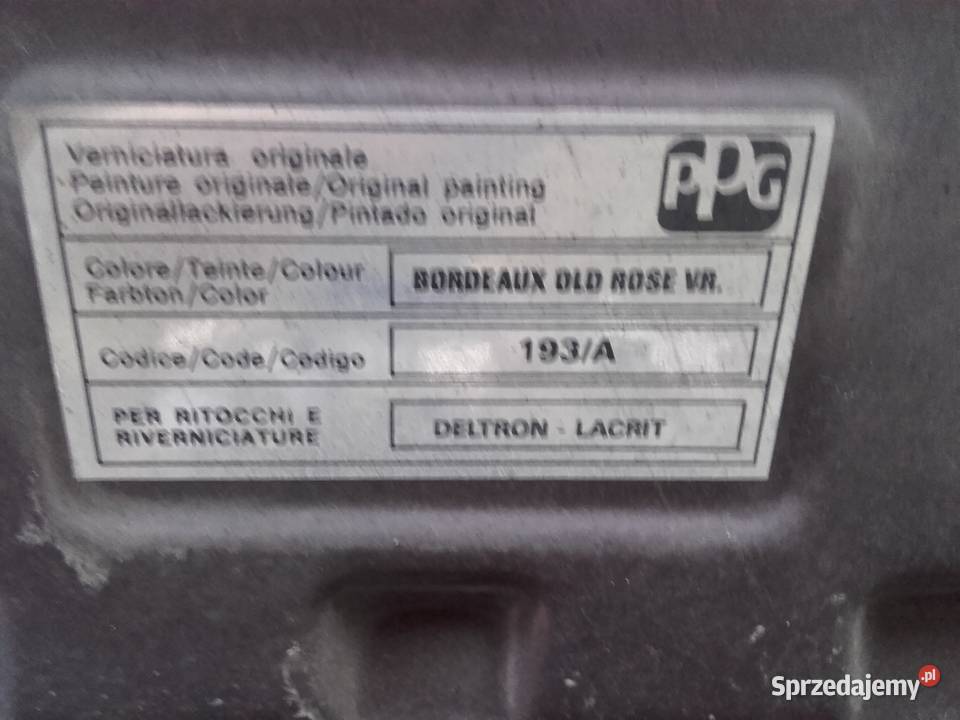 Verniciatura originale
Peinture originale/Original painting
Originallackierung/Pintado original
PPG
Colore/Teinte/Colour
Farbton/Color
BORDEAUX OLD ROSE VR.
Codice/Code/Codigo
193/A
PER RITOCCHI E
RIVERNICIATURE
DELTRON - LACRIT
Sprzedajemy.pl